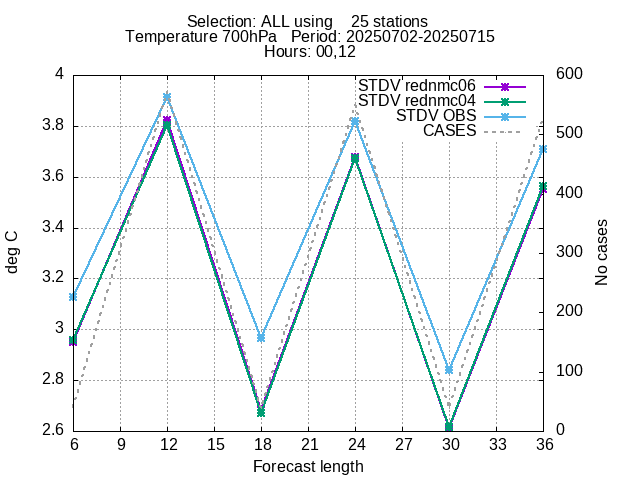 Selection: ALL using    25 stations
Temperature 700hPa   Period: 20250702-20250715
Hours: 00,12
STDV rednmc06
STDV rednmc04
STDV OBS
CASES
4
3.8
3.6
3.4
3.2
3
2.8
2.6
deg C
600
500
400
300
200
100
0
No cases
6 9 12 15 18 21 24 27 30 33 36
Forecast length